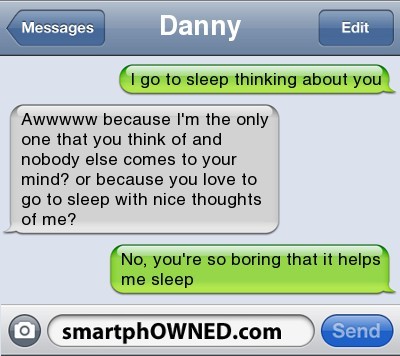 Messages
Danny
Edit
I go to sleep thinking about you
Awwwww because I'm the only
one that you think of and
nobody else comes to your
mind? or because you love to
go to sleep with nice thoughts
of me?
No, you're so boring that it helps
me sleep
smartphOWNED.com
Send